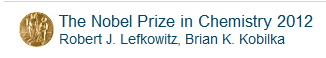 The Nobel Prize in Chemistry 2012
Robert J. Lefkowitz, Brian K. Kobilka